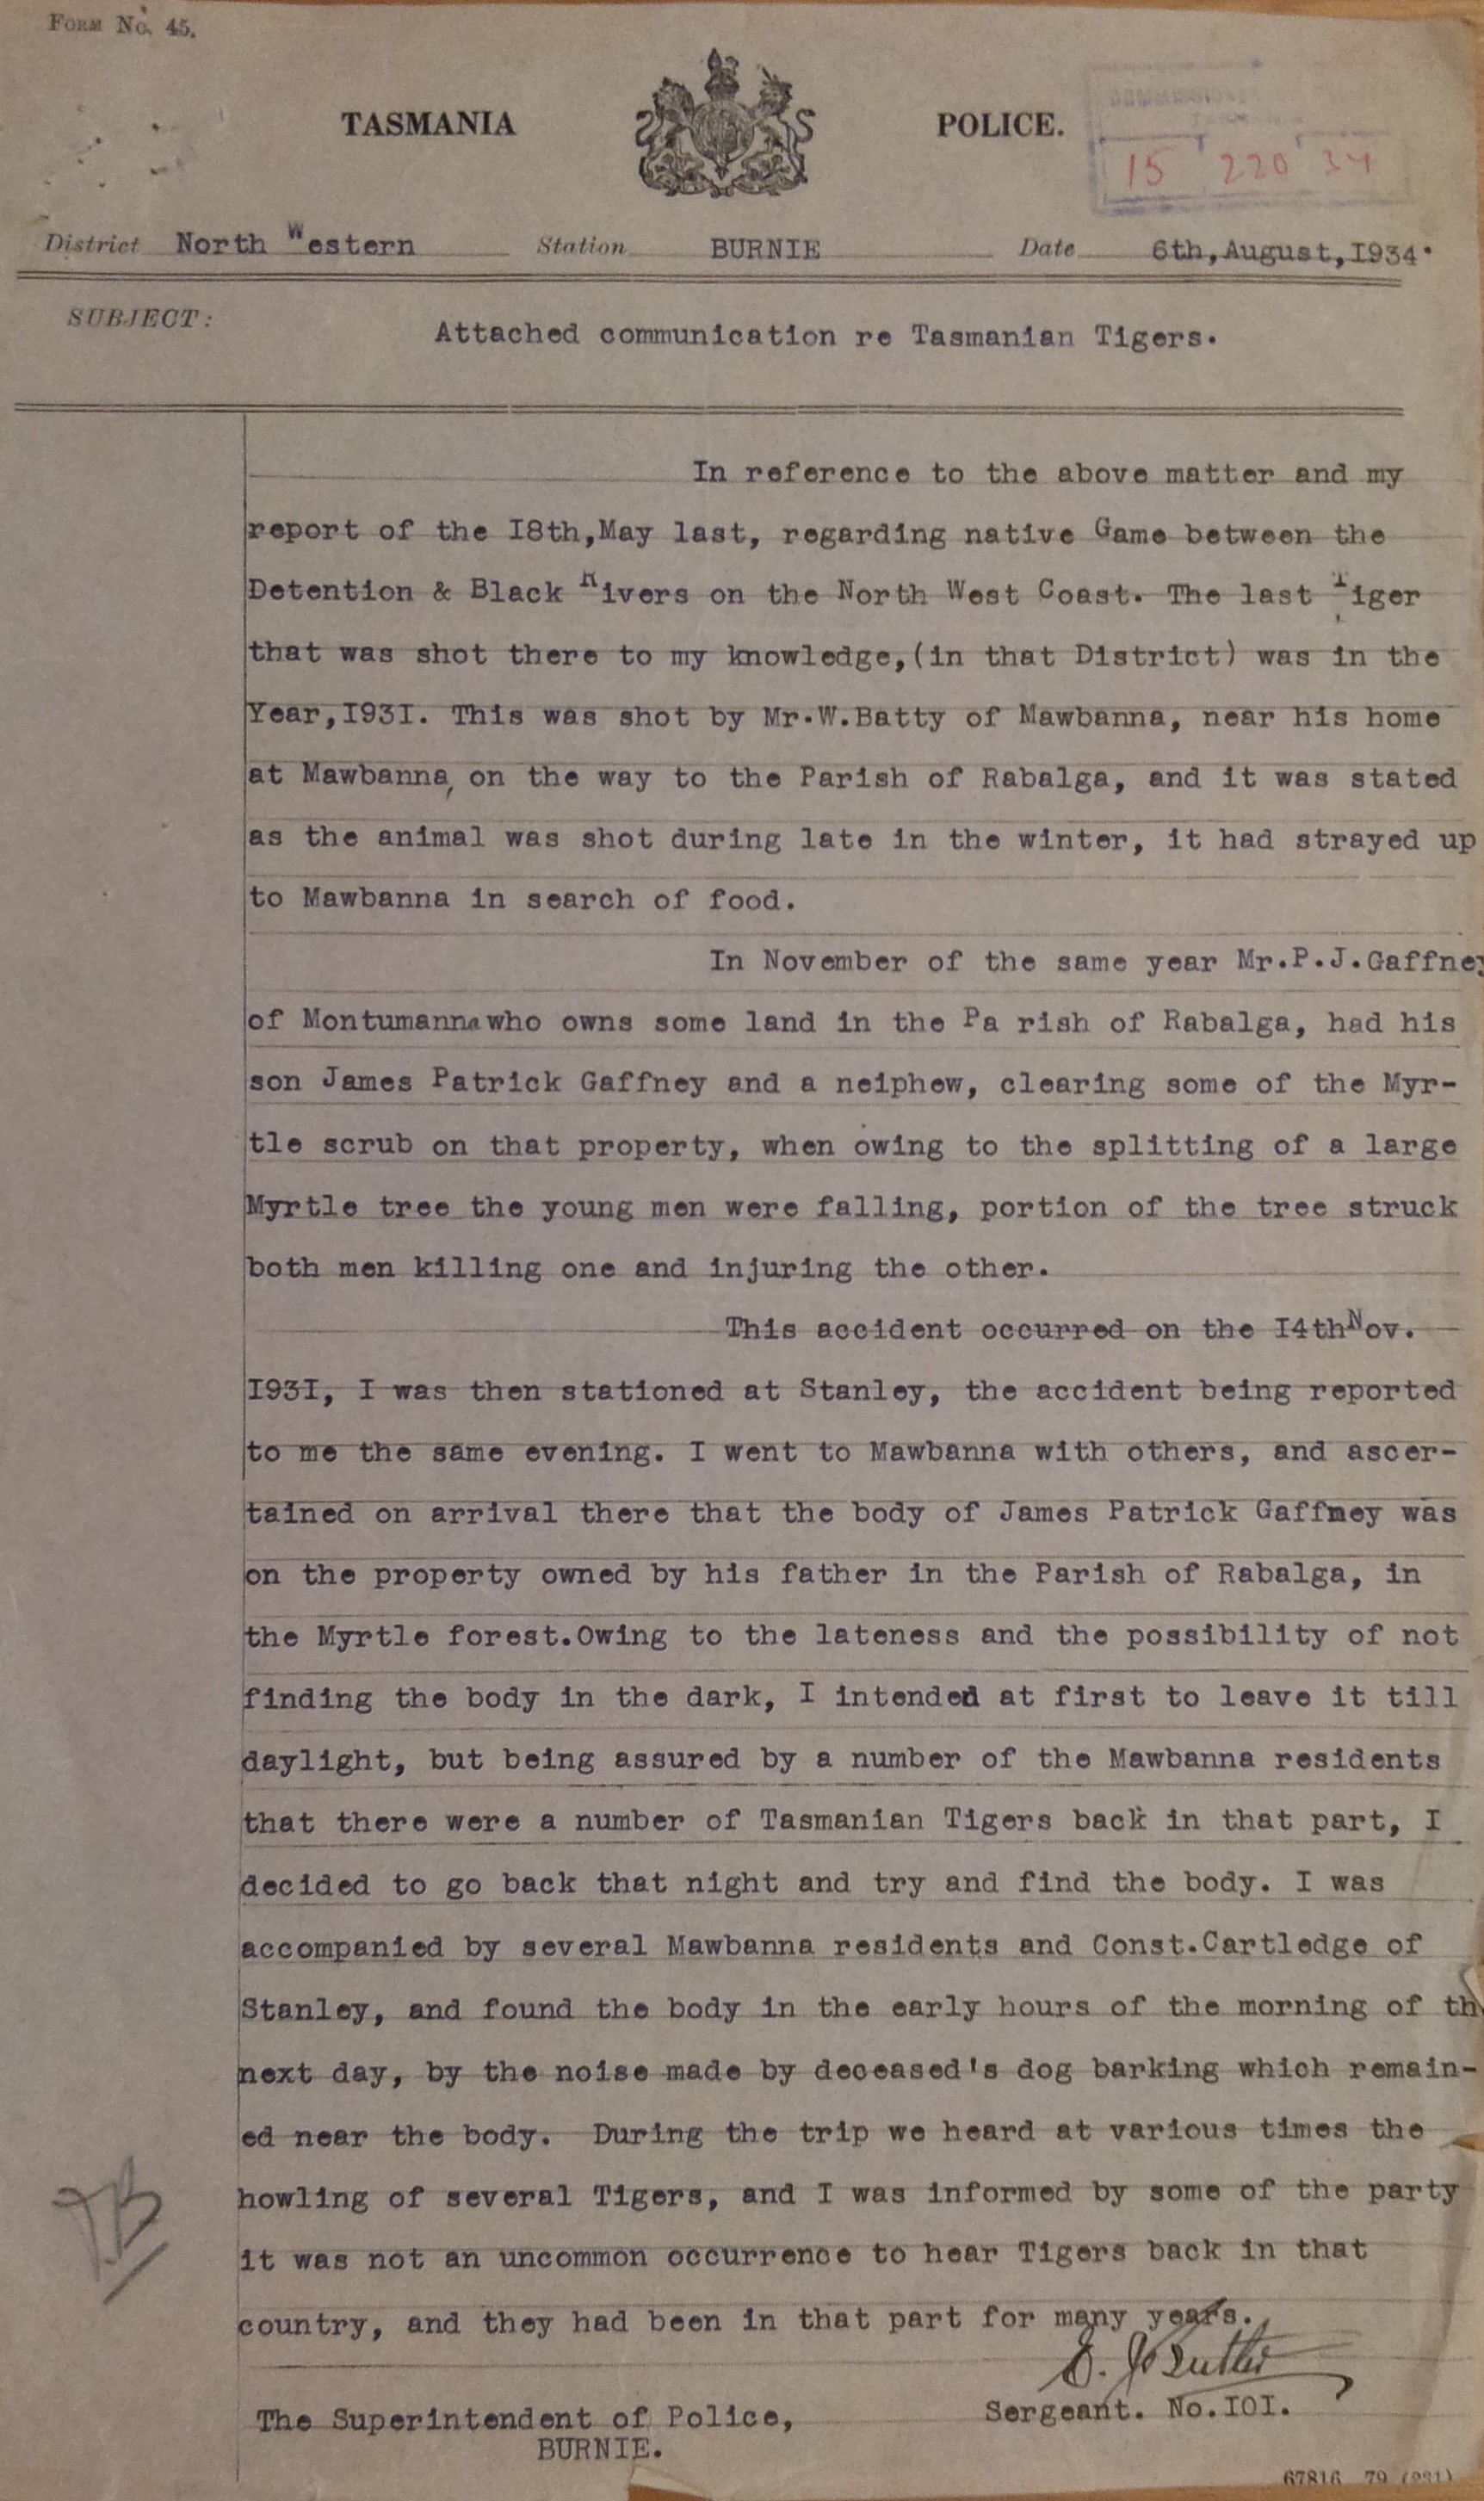 FORM No. 45.
TASMANIA POLICE.
15 220 34
District North Western Station BURNIE Date 6th,August,I934.
SUBJECT:
Attached communication re Tasmanian Tigers.
In reference to the above matter and my
report of the I8th,May last, regarding native Game between the
Detention & Black Rivers on the North West Coast. The last Tiger
that was shot there to my knowledge,(in that District) was in the
Year,I93I. This was shot by Mr.W.Batty of Mawbanna, near his home
at Mawbanna, on the way to the Parish of Rabalga, and it was stated
as the animal was shot during late in the winter, it had strayed up
to Mawbanna in search of food.
In November of the same year Mr.P.J.Gaffney
of Montumanna who owns some land in the Pa rish of Rabalga, had his
son James Patrick Gaffney and a neiphew, clearing some of the Myr-
tle scrub on that property, when owing to the splitting of a large
Myrtle tree the young men were falling, portion of the tree struck
both men killing one and injuring the other.
This accident occurred on the I4thNov.
I93I, I was then stationed at Stanley, the accident being reported
to me the same evening. I went to Mawbanna with others, and ascer-
tained on arrival there that the body of James Patrick Gaffney was
on the property owned by his father in the Parish of Rabalga, in
the Myrtle forest.Owing to the lateness and the possibility of not
finding the body in the dark, I intended at first to leave it till
daylight, but being assured by a number of the Mawbanna residents
that there were a number of Tasmanian Tigers back in that part, I
decided to go back that night and try and find the body. I was
accompanied by several Mawbanna residents and Const.Cartledge of
Stanley, and found the body in the early hours of the morning of th
next day, by the noise made by deceased's dog barking which remain-
ed near the body. During the trip we heard at various times the
howling of several Tigers, and I was informed by some of the party
it was not an uncommon occurrence to hear Tigers back in that
country, and they had been in that part for many years.
Sergeant. No.IOI.
The Superintendent of Police,
BURNIE.
67816 79 (231)